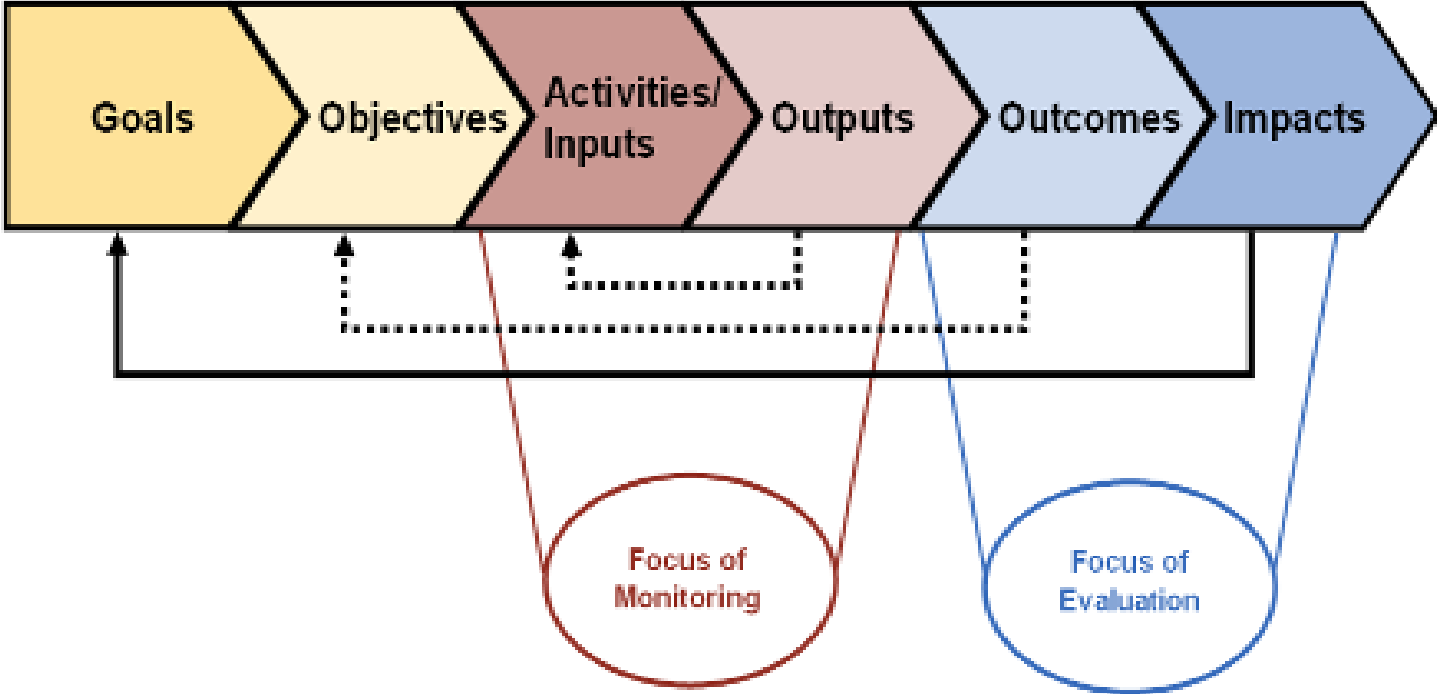 Goals
Objectives
Activities/
Inputs
Outputs
Outcomes
Impacts
Focus of
Monitoring
Focus of
Evaluation